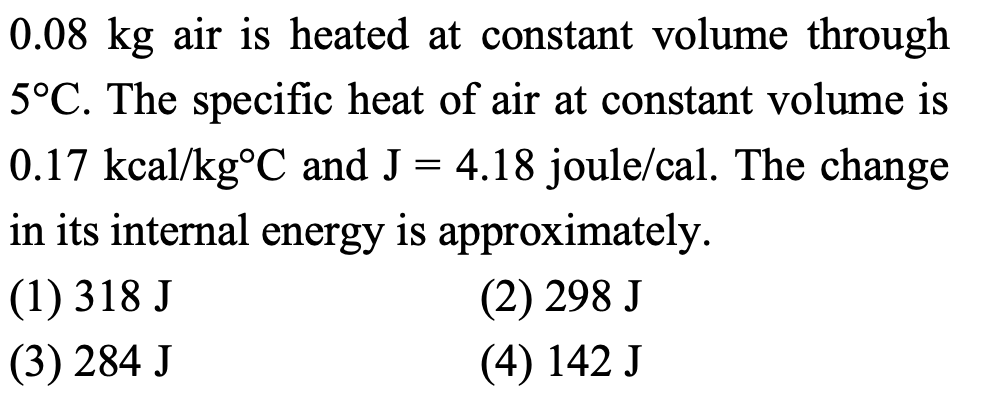 0.08 kg air is heated at constant volume through
5°C. The specific heat of air at constant volume is
0.17 kcal/kg°C and J = 4.18 joule/cal. The change
in its internal energy is approximately.
(1) 318 J (2) 298 J
(3) 284 J (4) 142 J